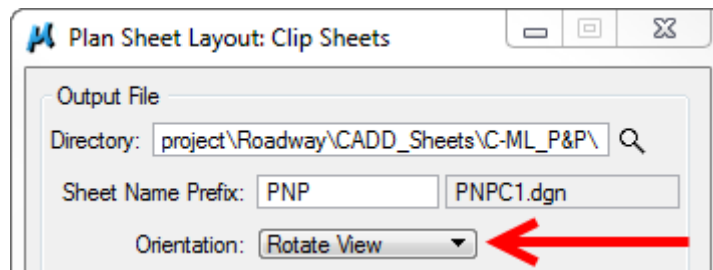 Plan Sheet Layout: Clip Sheets
Output File
Directory: project\Roadway\CADD_Sheets\C-ML_P&P\
Sheet Name Prefix: PNP PNPC1.dgn
Orientation: Rotate View